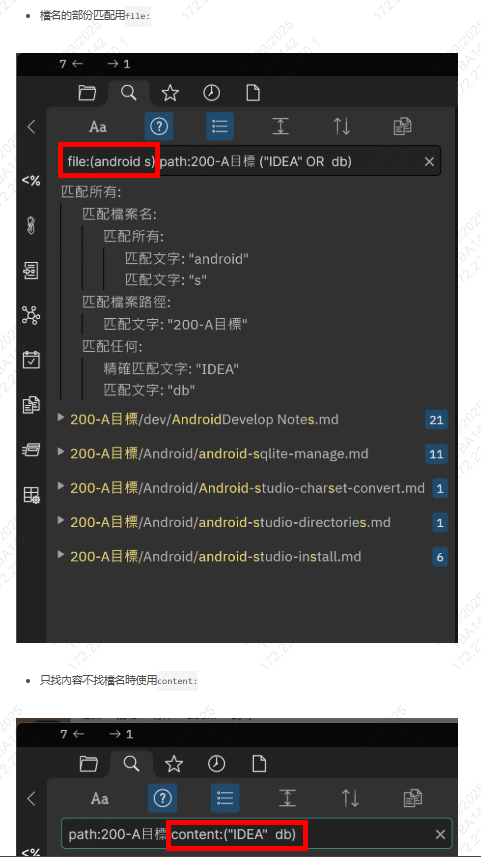 檔名的部份匹配用file:
7 ← → 1
Aa
file:(android s) path:200-A目標 ("IDEA" OR db)
<%
匹配所有:
匹配檔案名:
匹配所有:
匹配文字: "android"
匹配文字: "s"
匹配檔案路徑:
匹配文字: "200-A目標"
匹配任何:
精確匹配文字: "IDEA"
匹配文字: "db"
200-A目標/dev/AndroidDevelop Notes.md 21
200-A目標/Android/android-sqlite-manage.md 11
200-A目標/Android/Android-studio-charset-convert.md 1
200-A目標/Android/android-studio-directories.md 1
200-A目標/Android/android-studio-install.md 6
只找內容不找檔名時使用content:
7 ← → 1
Aa
path:200-A目標 content:("IDEA" db)
<%